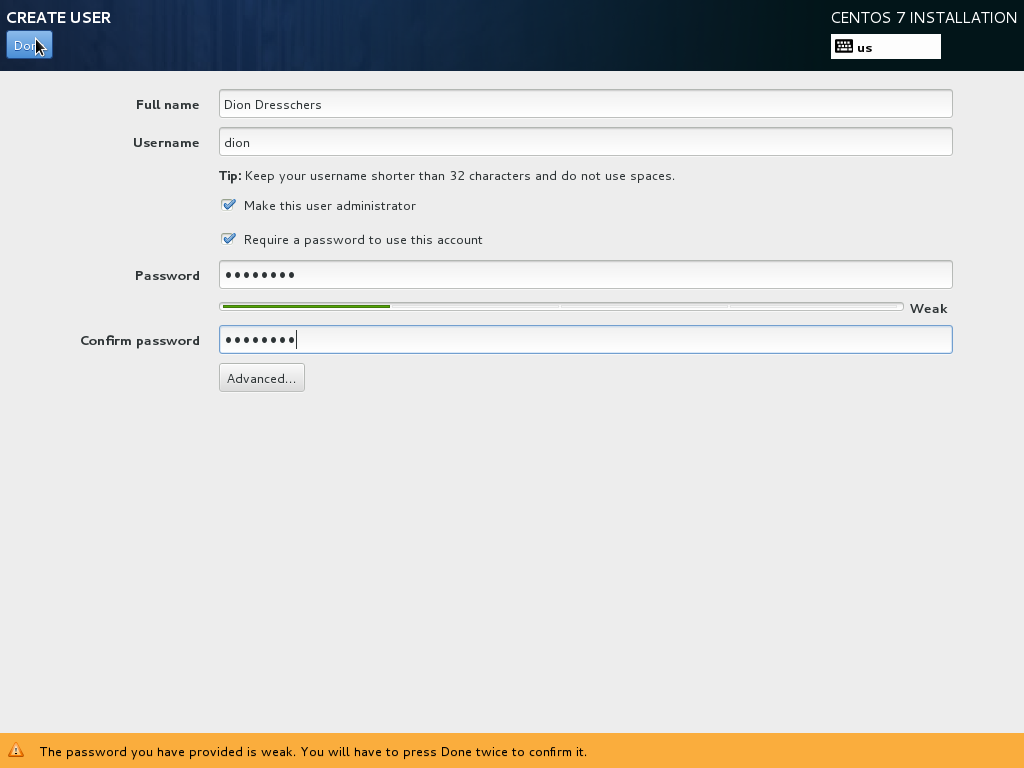 CREATE USER
CENTOS 7 INSTALLATION
us
Full name
Dion Dresschers
Username
dion
Tip: Keep your username shorter than 32 characters and do not use spaces.
Make this user administrator
Require a password to use this account
Password
••••••••
Weak
Confirm password
••••••••
Advanced...
The password you have provided is weak. You will have to press Done twice to confirm it.